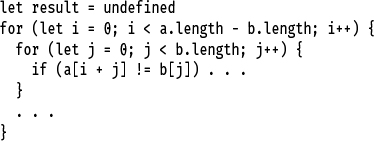 let result = undefined
for (let i = 0; i < a.length - b.length; i++) {
  for (let j = 0; j < b.length; j++) {
    if (a[i + j] != b[j]) . . .
  }
  . . .
}